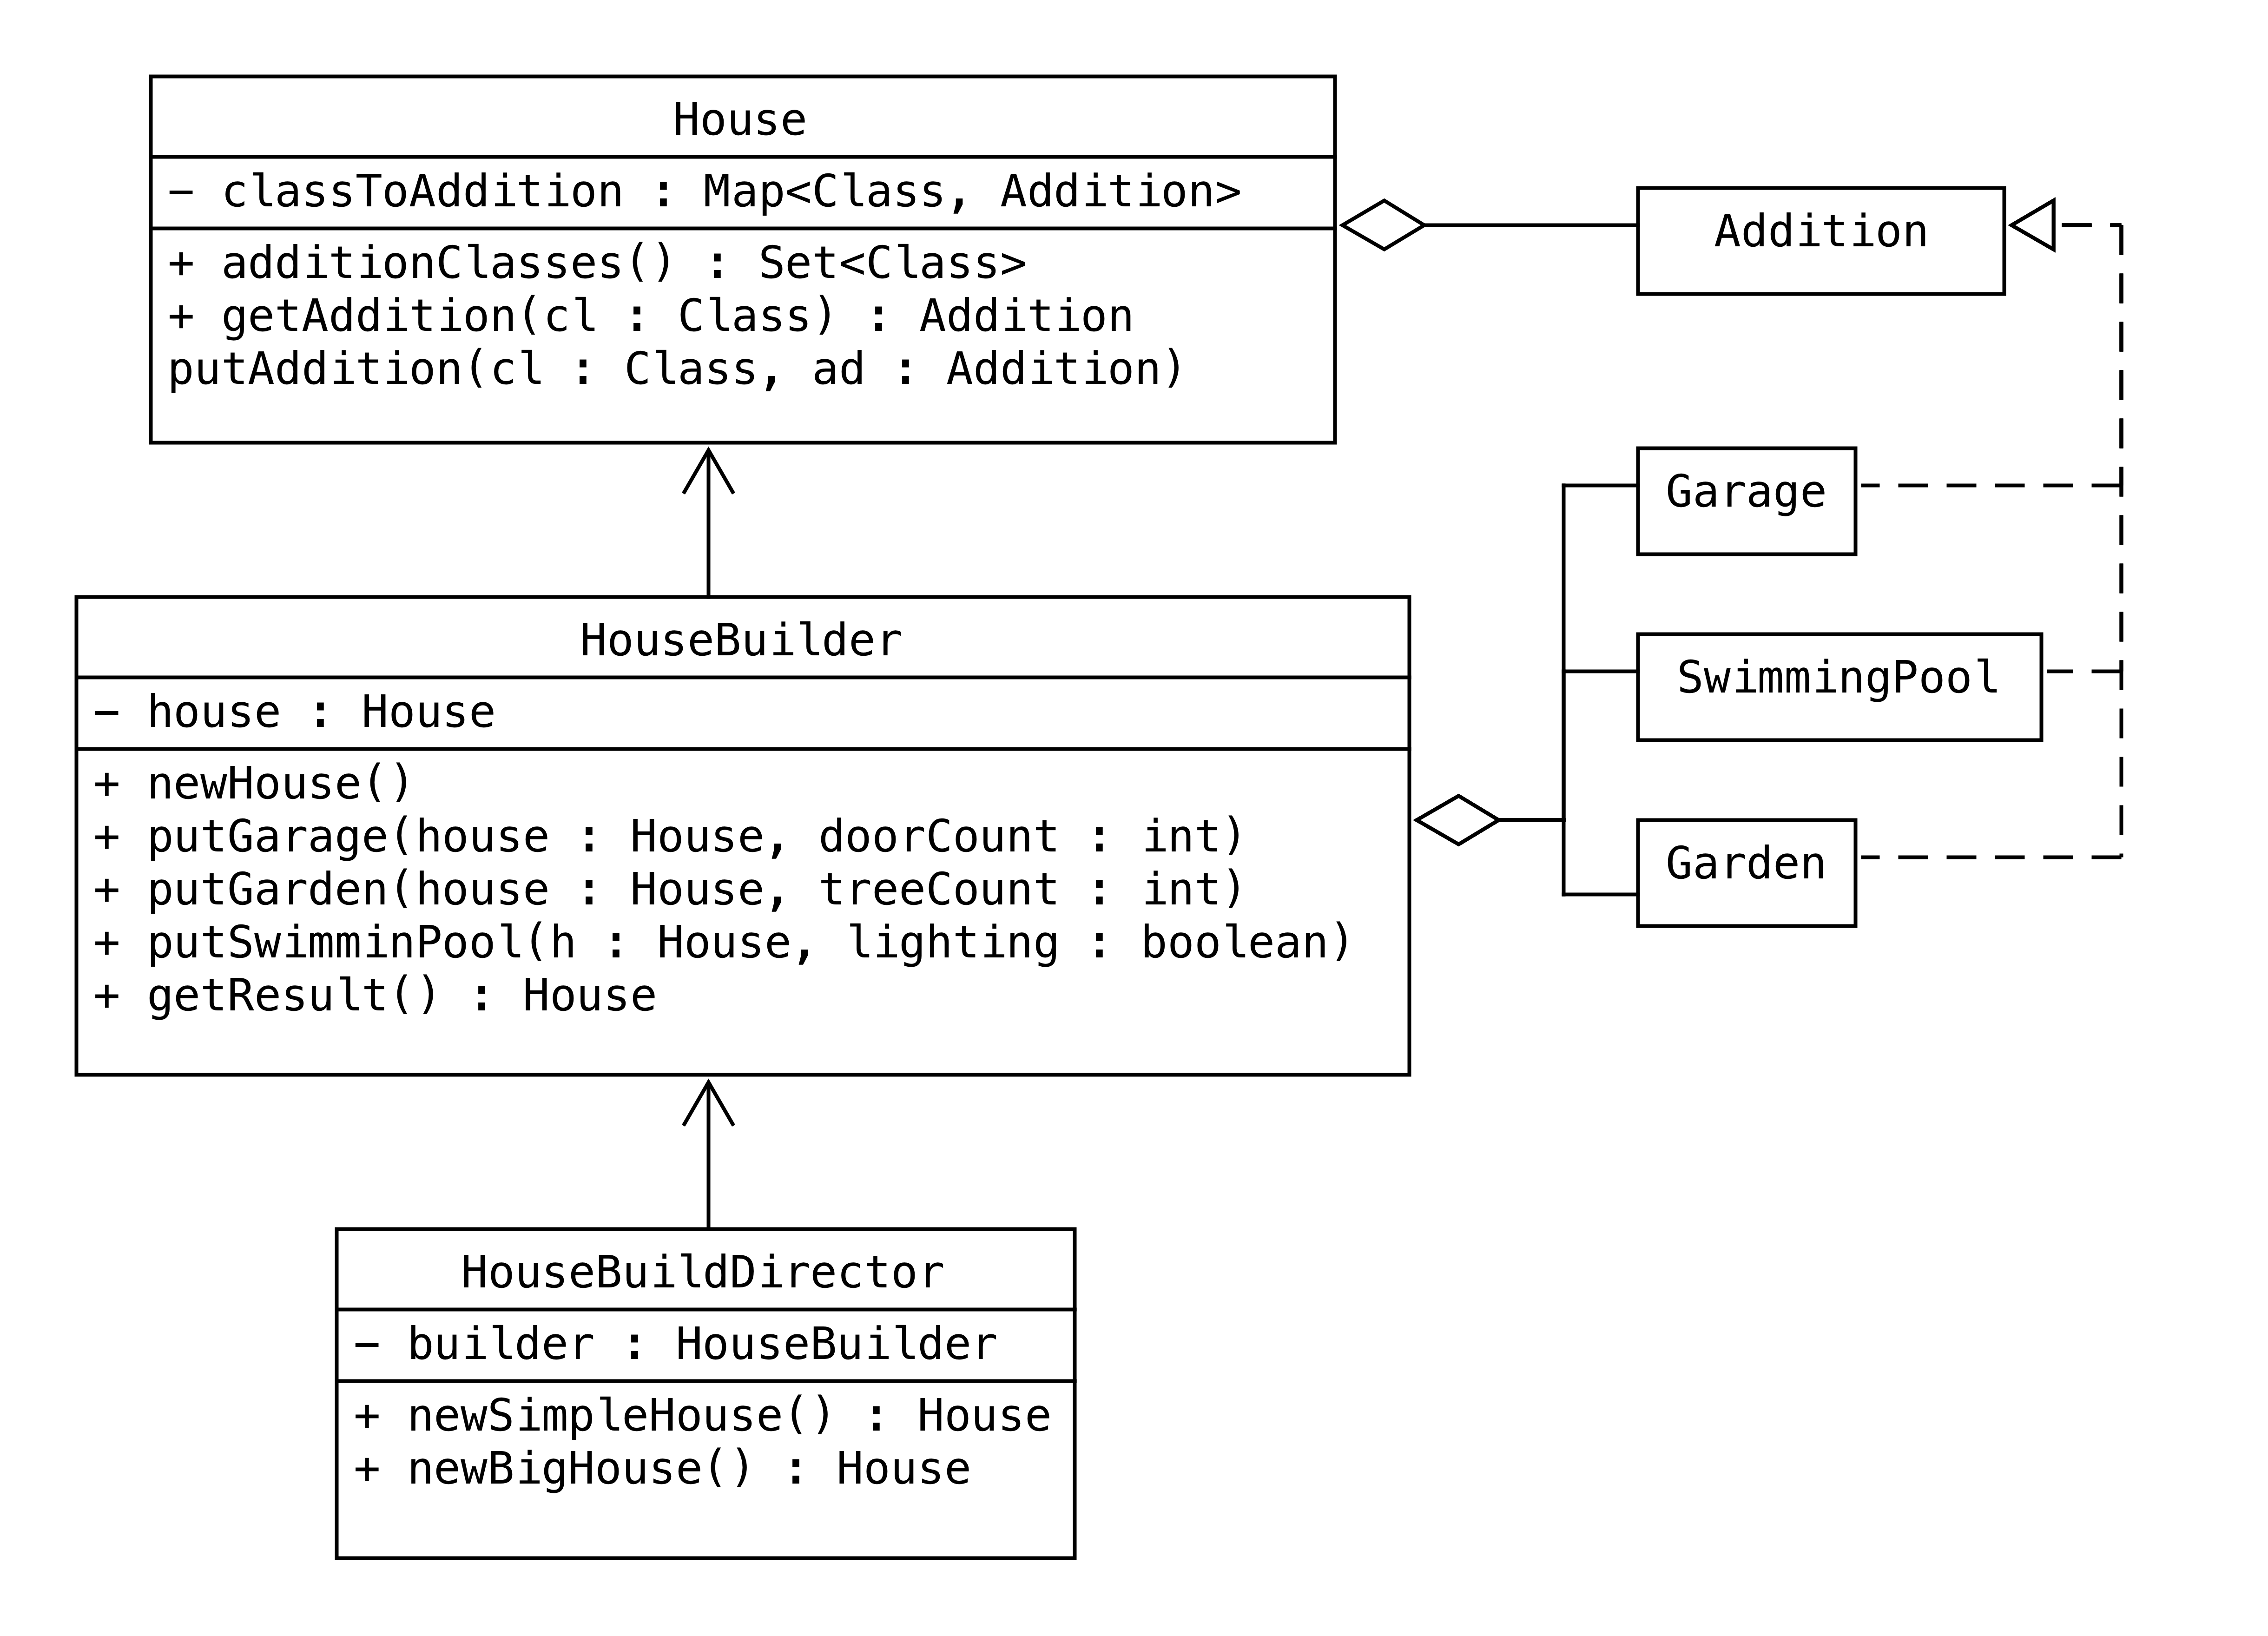 House
− classToAddition : Map<Class, Addition>
+ additionClasses() : Set<Class>
+ getAddition(cl : Class) : Addition
putAddition(cl : Class, ad : Addition)
Addition
Garage
SwimmingPool
Garden
HouseBuilder
− house : House
+ newHouse()
+ putGarage(house : House, doorCount : int)
+ putGarden(house : House, treeCount : int)
+ putSwimminPool(h : House, lighting : boolean)
+ getResult() : House
HouseBuildDirector
− builder : HouseBuilder
+ newSimpleHouse() : House
+ newBigHouse() : House